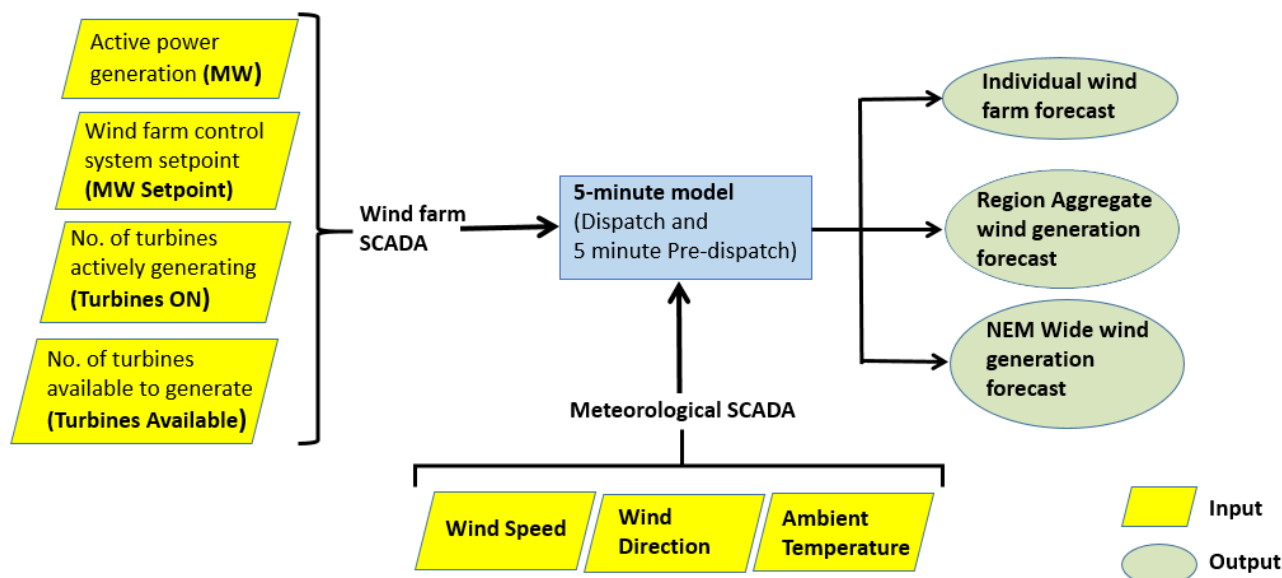 Active power
generation (MW)
Wind farm control
system setpoint
(MW Setpoint)
No. of turbines
actively generating
(Turbines ON)
No. of turbines
available to generate
(Turbines Available)
Wind farm
SCADA
5-minute model
(Dispatch and
5 minute Pre-dispatch)
Meteorological SCADA
Wind Speed
Wind
Direction
Ambient
Temperature
Individual wind
farm forecast
Region Aggregate
wind generation
forecast
NEM Wide wind
generation
forecast
Input
Output